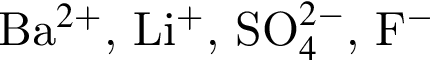 Ba²⁺, Li⁺, SO₄²⁻, F⁻